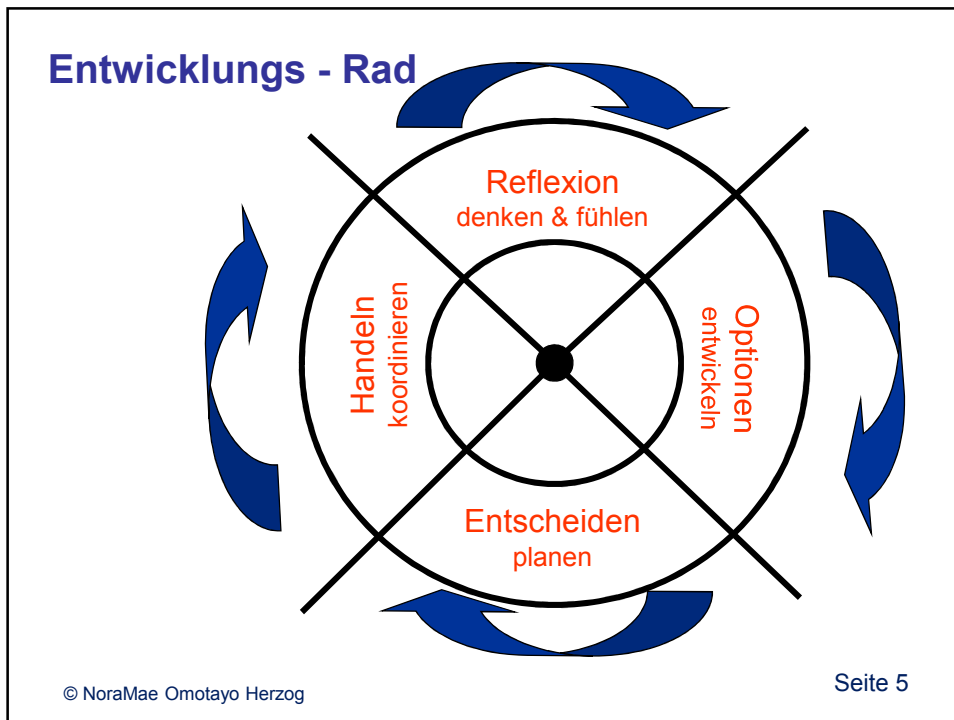 Entwicklungs - Rad
Reflexion
denken & fühlen
Optionen
entwickeln
Entscheiden
planen
Handeln
koordinieren
© NoraMae Omotayo Herzog
Seite 5